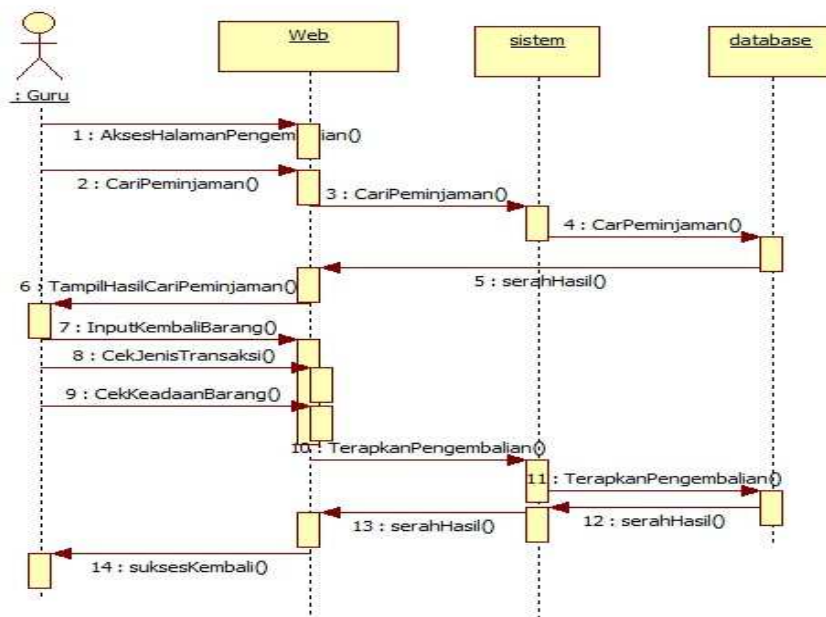 Web
sistem
database
: Guru
1 : AksesHalamanPengembalian()
2 : CariPeminjaman()
3 : CariPeminjaman()
4 : CarPeminjaman()
5 : serahHasil()
6 : TampilHasilCariPeminjaman()
7 : InputKembaliBarang()
8 : CekJenisTransaksi()
9 : CekKeadaanBarang()
10 : TerapkanPengembalian()
11 : TerapkanPengembalian()
12 : serahHasil()
13 : serahHasil()
14 : suksesKembali()